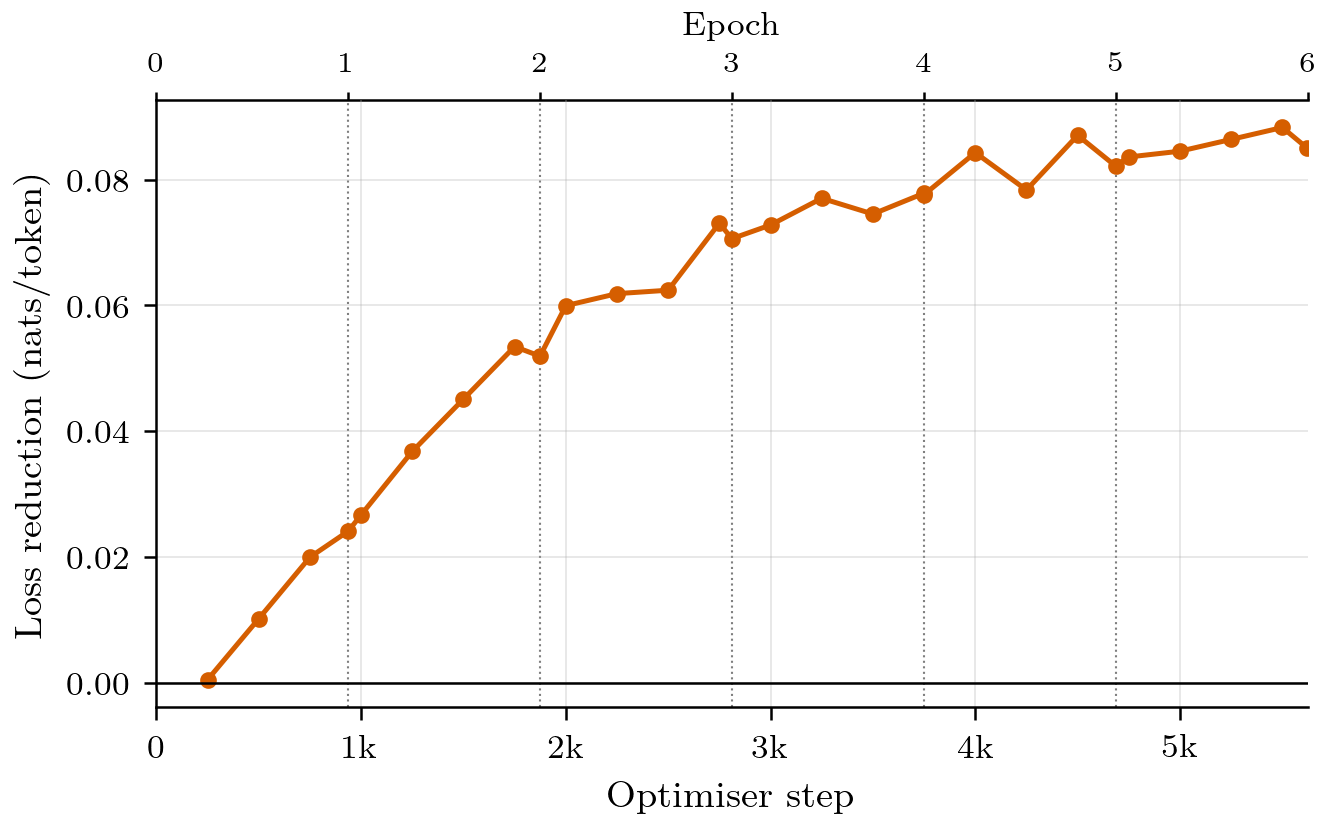 Epoch
0 1 2 3 4 5 6
Loss reduction (nats/token)
0.08
0.06
0.04
0.02
0.00
0 1k 2k 3k 4k 5k
Optimiser step